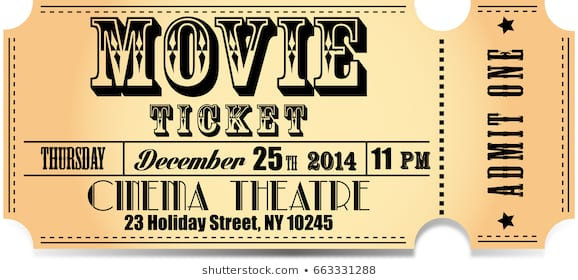 MOVIE
TICKET
THURSDAY December 25TH 2014 11 PM
CINEMA THEATRE
23 Holiday Street, NY 10245
ADMIT ONE
shutterstock.com • 663331288